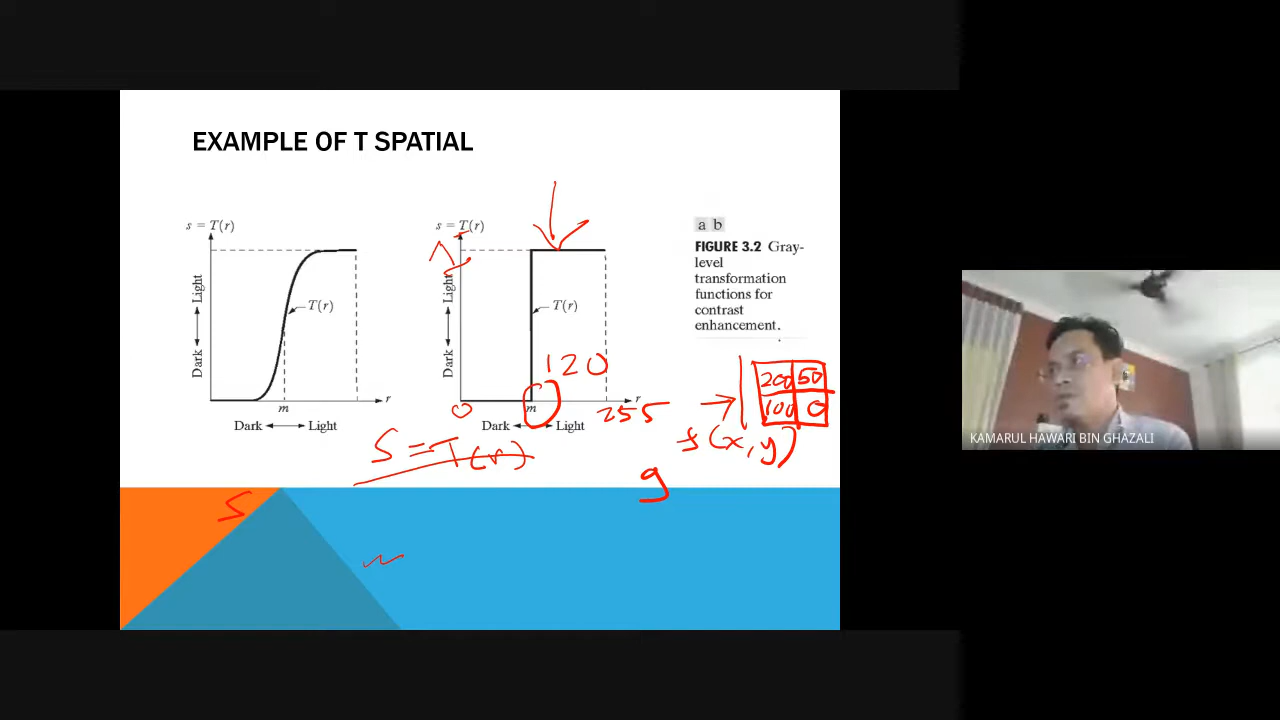 EXAMPLE OF T SPATIAL
s = T(r)
Light
Dark
T(r)
m
r
Dark Light
s = T(r)
Light
Dark
T(r)
m
r
Dark Light
a b
FIGURE 3.2 Gray-
level
transformation
functions for
contrast
enhancement.
120
0
255
200 50
100 0
f(x,y)
S = T(r)
g
S
KAMARUL HAWARI BIN GHAZALI